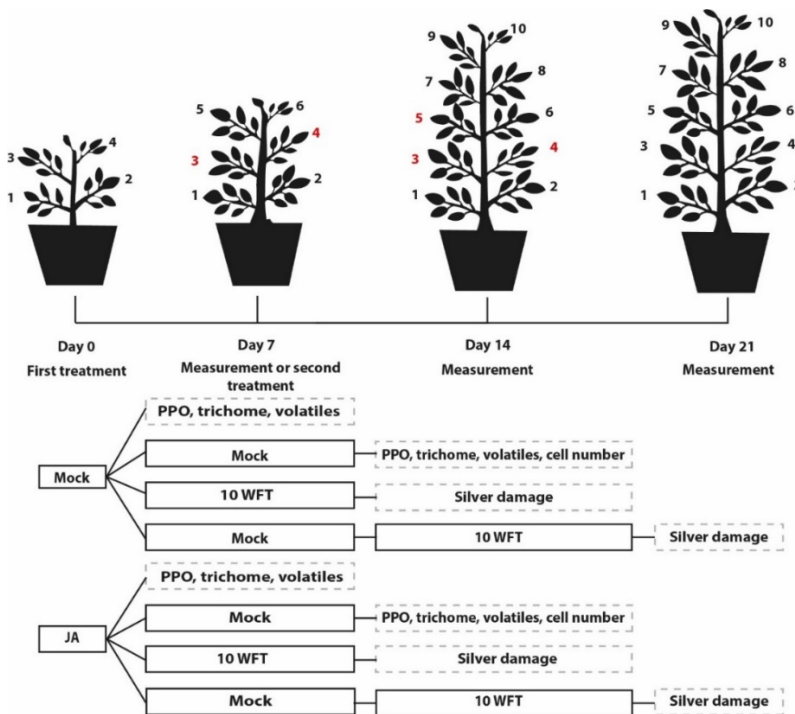 1
2
3
4
1
2
3
4
5
6
1
2
3
4
5
6
7
8
9
10
1
3
4
5
6
7
8
9
10
Day 0
First treatment
Day 7
Measurement or second
treatment
Day 14
Measurement
Day 21
Measurement
Mock
PPO, trichome, volatiles
Mock
PPO, trichome, volatiles, cell number
10 WFT
Silver damage
Mock
10 WFT
Silver damage
JA
PPO, trichome, volatiles
Mock
PPO, trichome, volatiles, cell number
10 WFT
Silver damage
Mock
10 WFT
Silver damage